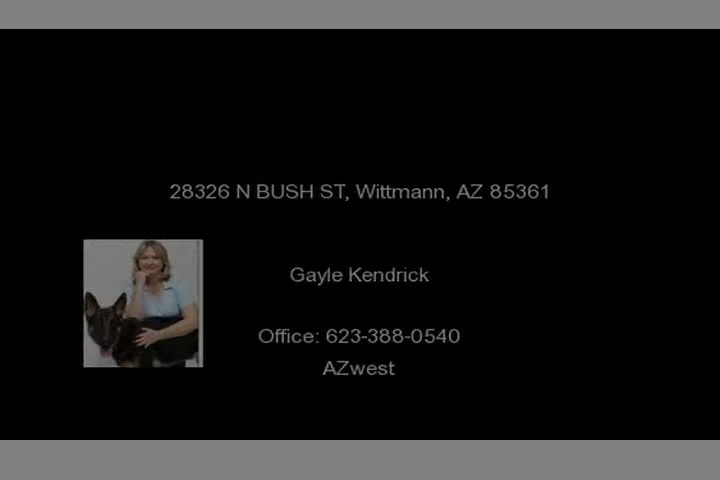 28326 N BUSH ST, Wittmann, AZ 85361
Gayle Kendrick
Office: 623-388-0540
AZwest